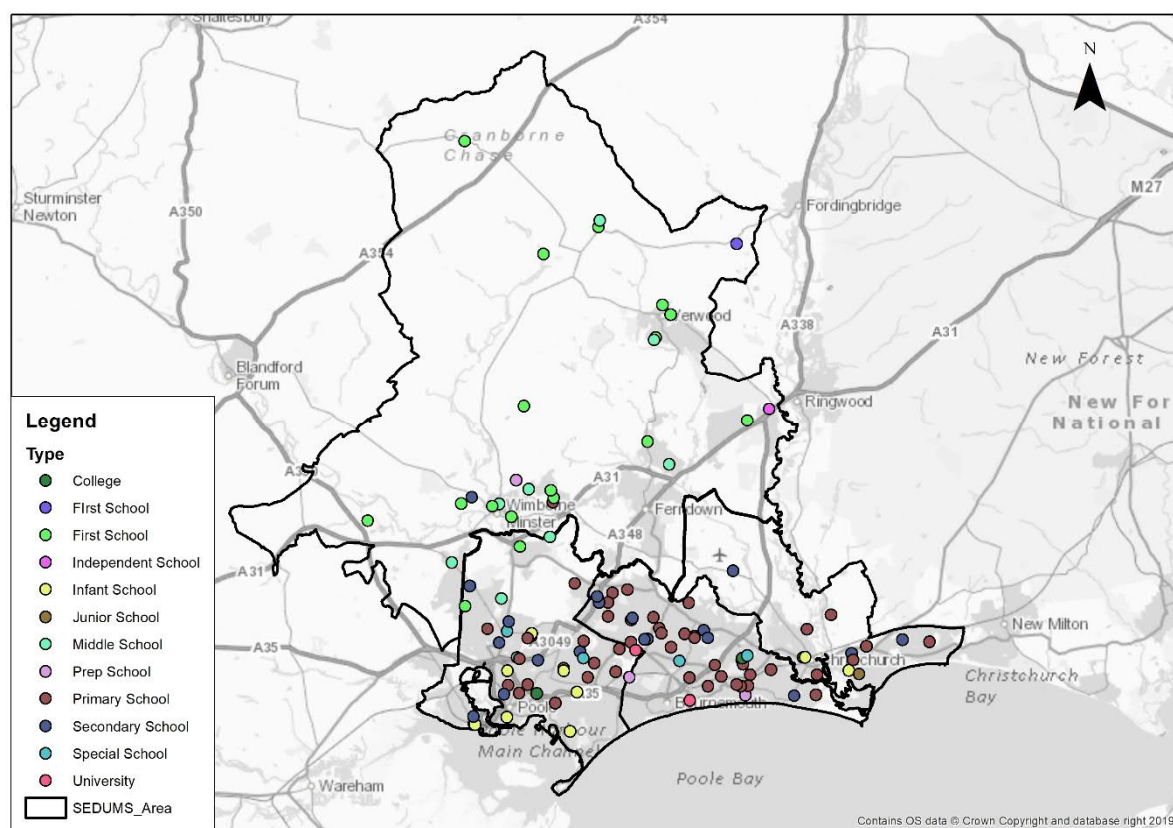 Shaftesbury
A354
N
Cranborne
Chase
M27
Sturminster
Newton
A350
Fordingbridge
A354
Verwood
A338
A31
New Forest
Blandford
Forum
Ringwood
New For
National
Legend
Type
College
FIrst School
First School
Independent School
Infant School
Junior School
Middle School
Prep School
Primary School
Secondary School
Special School
University
SEDUMS_Area
A31
Wimborne
Minster
Ferndown
A348
A31
A35
A3049
New Milton
Christchurch
Christchurch
Bay
A35
Poole
Bournemouth
Poole Harbour
Main Channel
Poole Bay
Wareham
Contains OS data © Crown Copyright and database right 2019